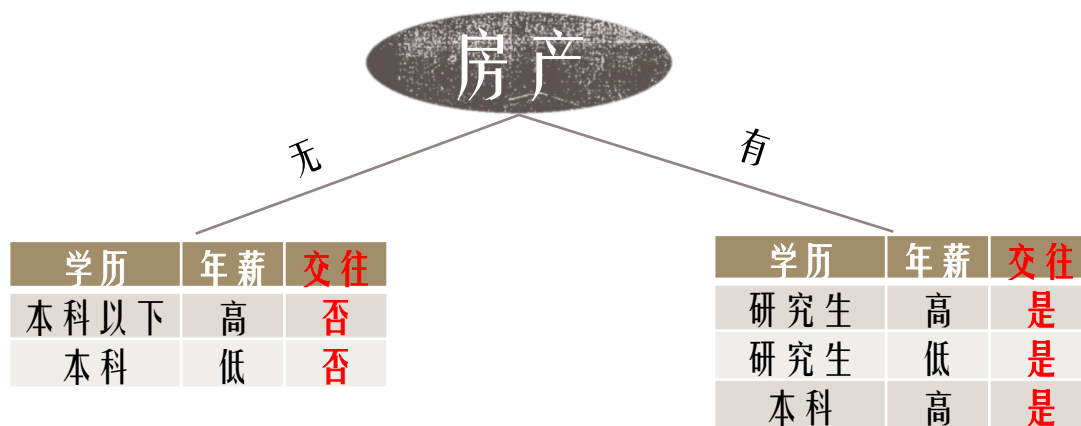 房产
无
有
学历 年薪 交往
本科以下 高 否
本科 低 否
学历 年薪 交往
研究生 高 是
研究生 低 是
本科 高 是